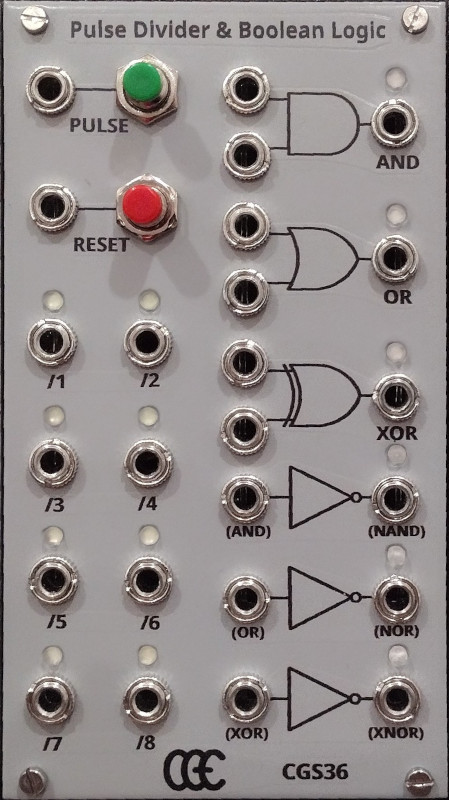 Pulse Divider & Boolean Logic
PULSE
RESET
/1
/2
/3
/4
/5
/6
/7
/8
AND
OR
XOR
(AND)
(NAND)
(OR)
(NOR)
(XOR)
(XNOR)
CGS36